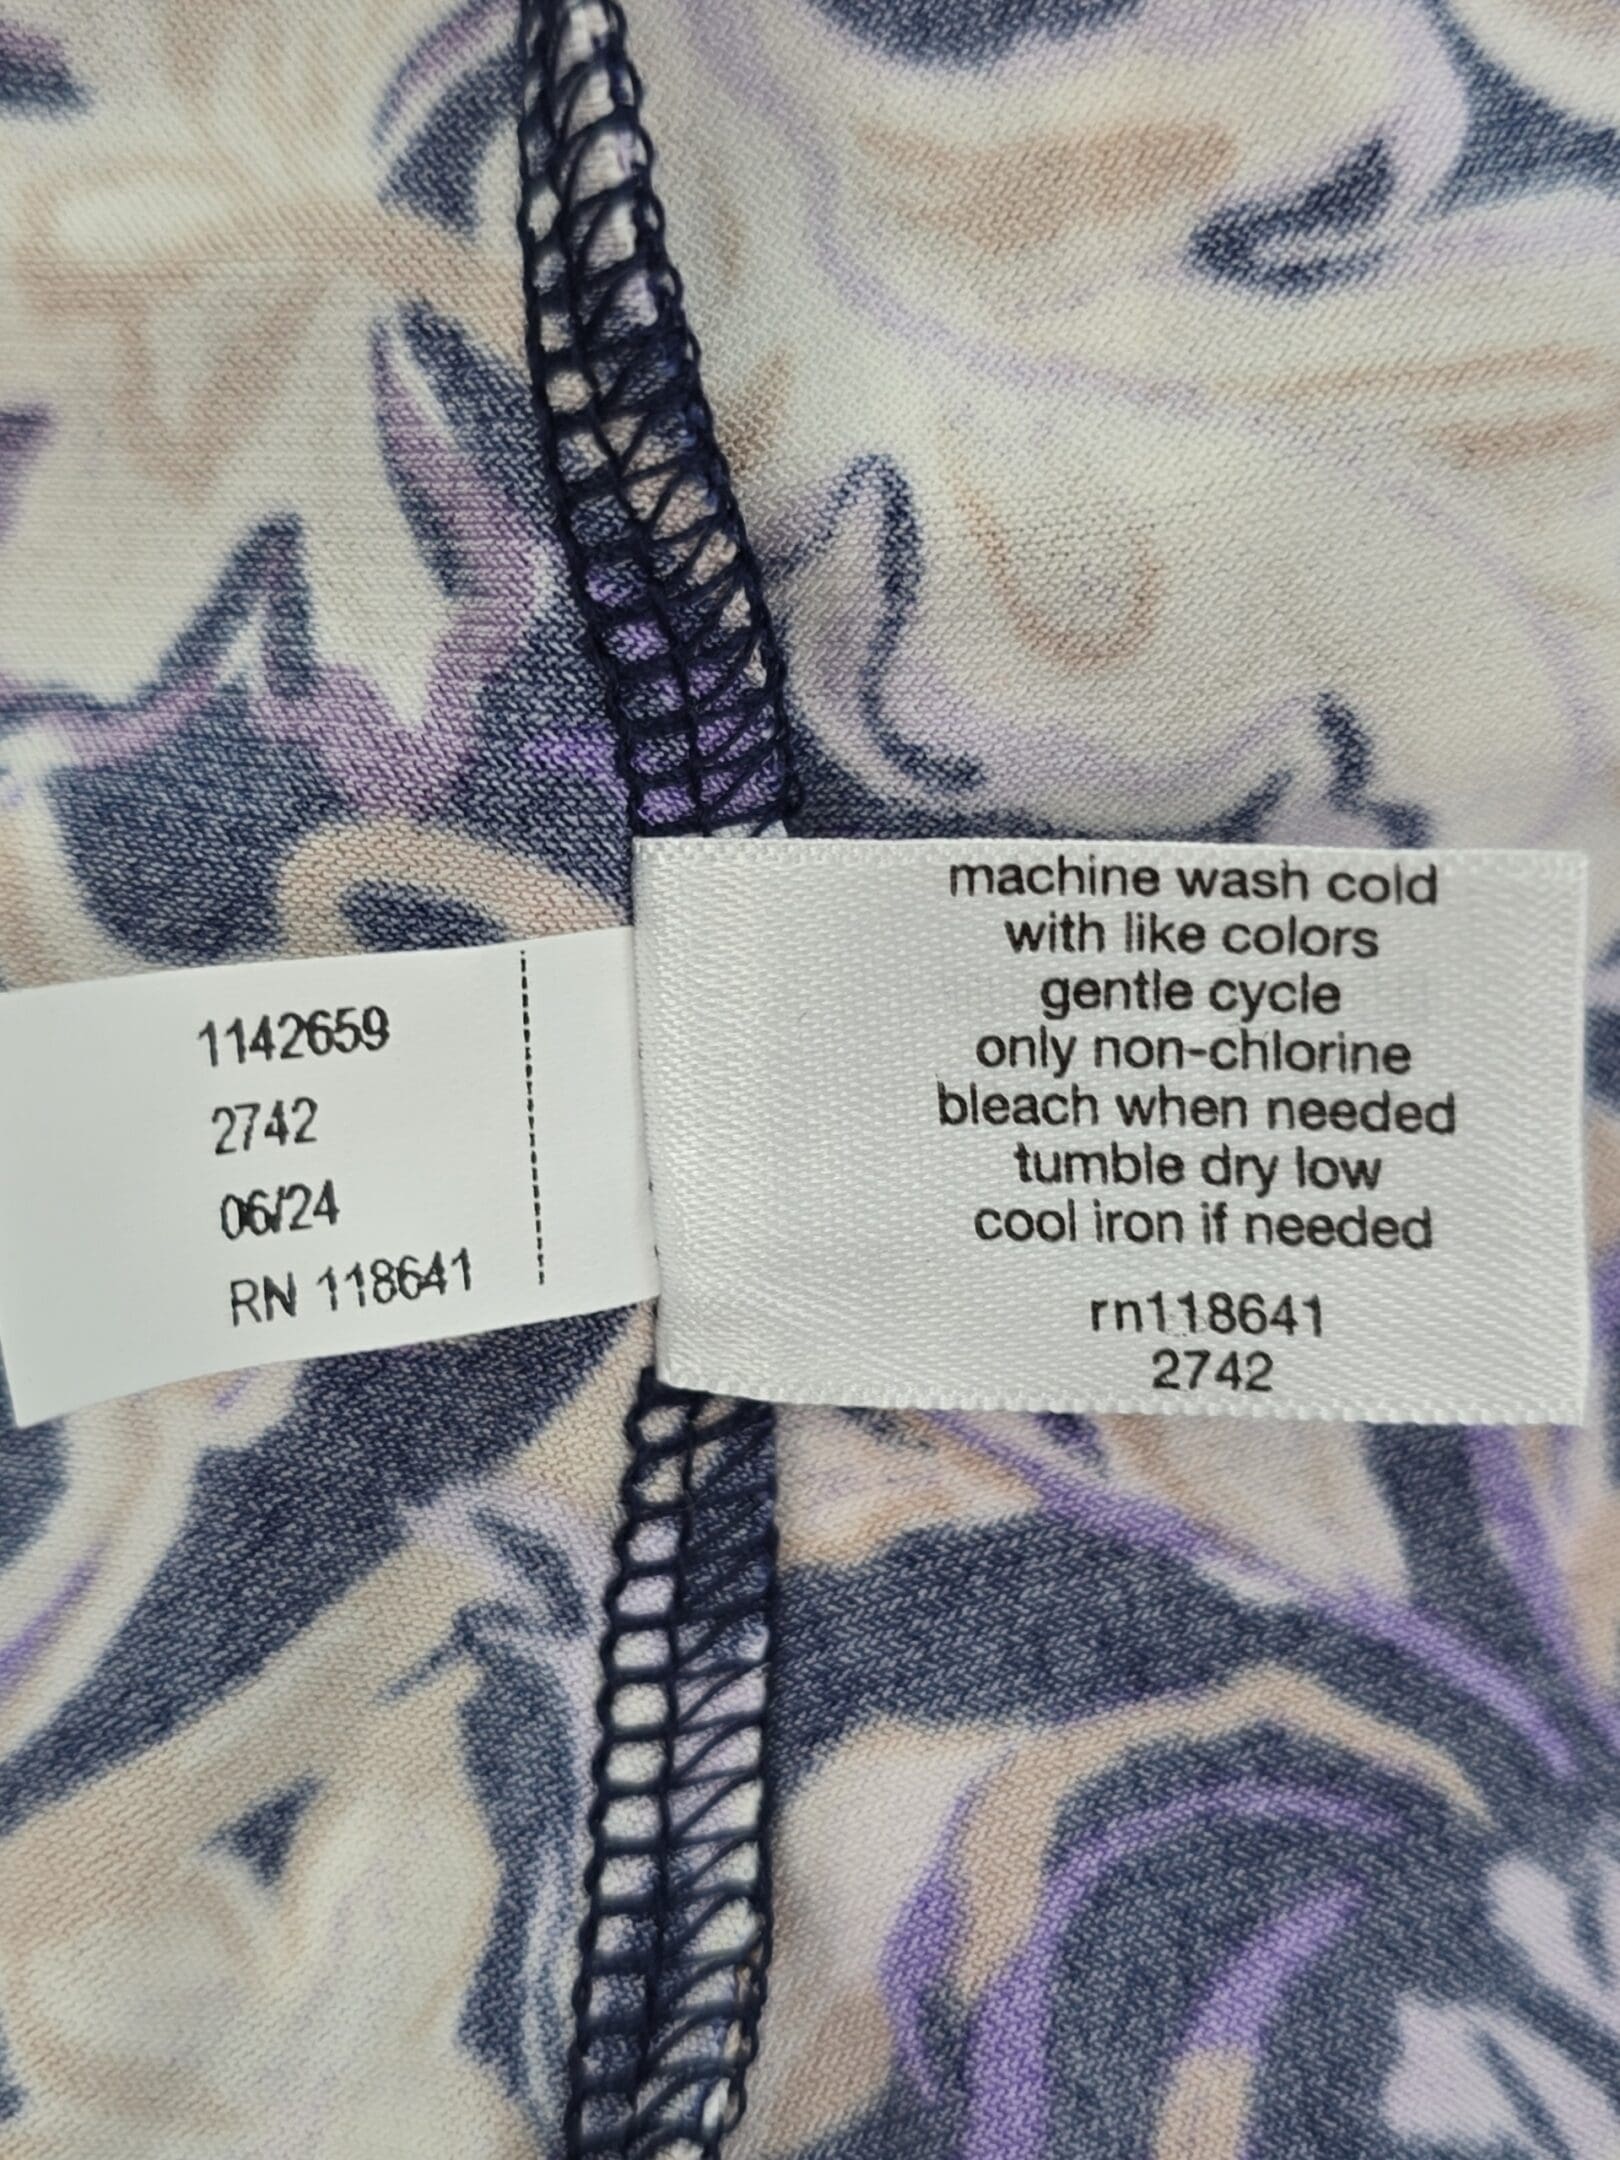 1142659
2742
06/24
RN 118641
machine wash cold
with like colors
gentle cycle
only non-chlorine
bleach when needed
tumble dry low
cool iron if needed
rn118641
2742